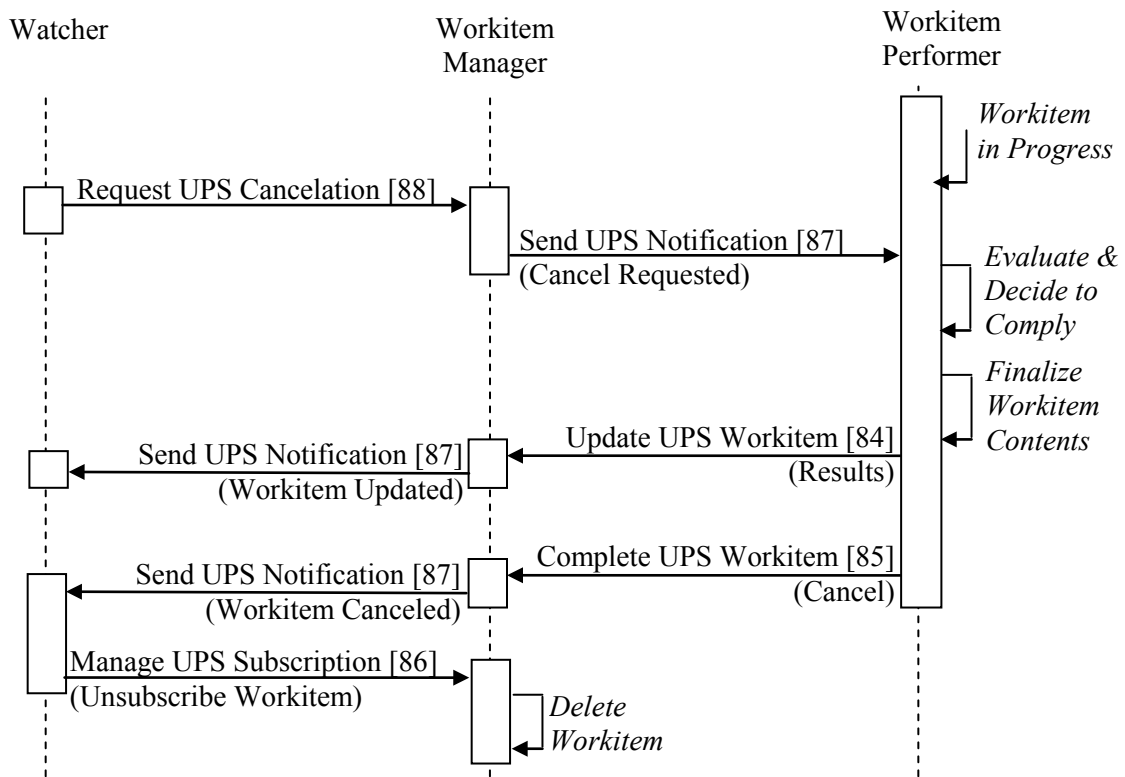 Watcher
Workitem
Manager
Workitem
Performer
Workitem
in Progress
Request UPS Cancelation [88]
Send UPS Notification [87]
(Cancel Requested)
Evaluate &
Decide to
Comply
Finalize
Workitem
Contents
Update UPS Workitem [84]
(Results)
Send UPS Notification [87]
(Workitem Updated)
Complete UPS Workitem [85]
(Cancel)
Send UPS Notification [87]
(Workitem Canceled)
Manage UPS Subscription [86]
(Unsubscribe Workitem)
Delete
Workitem